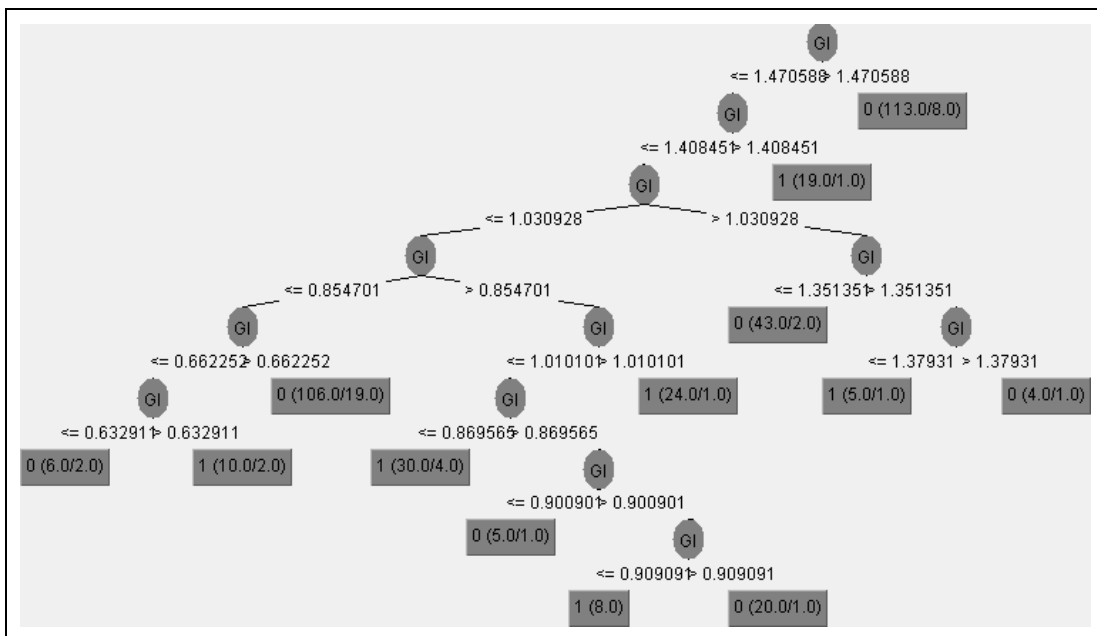 GI
<= 1.470588 > 1.470588
GI 0 (113.0/8.0)
<= 1.408451 > 1.408451
GI 1 (19.0/1.0)
<= 1.030928 > 1.030928
GI GI
<= 0.854701 > 0.854701 <= 1.351351 > 1.351351
GI GI 0 (43.0/2.0) GI
<= 0.662252 > 0.662252 <= 1.010101 > 1.010101 <= 1.37931 > 1.37931
GI 0 (106.0/19.0) GI 1 (24.0/1.0) 1 (5.0/1.0) 0 (4.0/1.0)
<= 0.632911 > 0.632911 <= 0.869565 > 0.869565
0 (6.0/2.0) 1 (10.0/2.0) 1 (30.0/4.0) GI
<= 0.900901 > 0.900901
0 (5.0/1.0) GI
<= 0.909091 > 0.909091
1 (8.0) 0 (20.0/1.0)